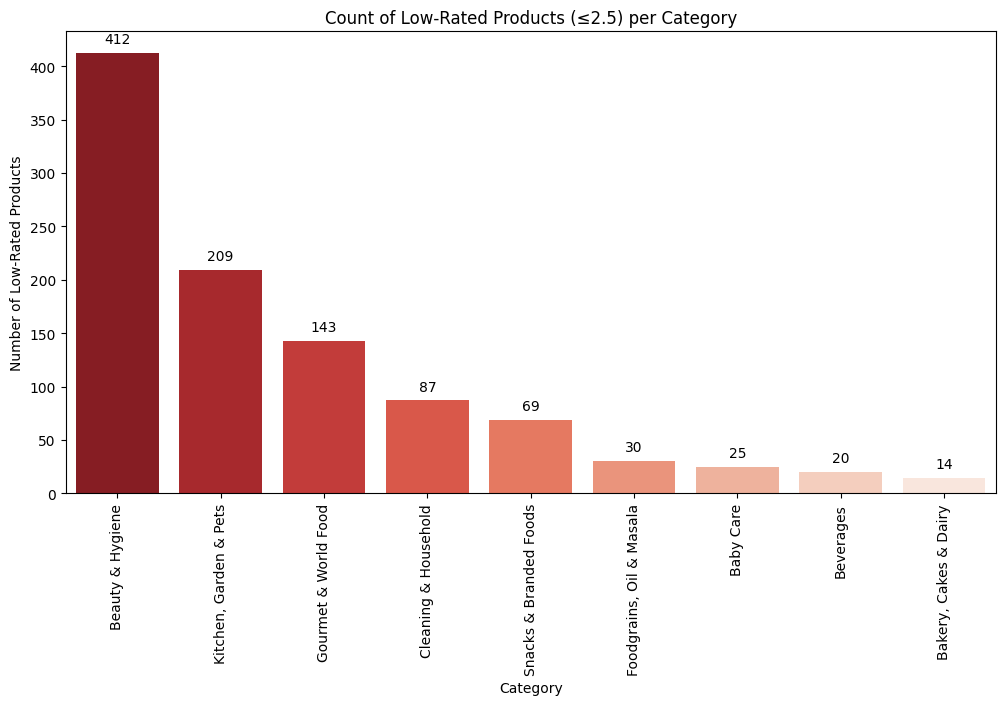 Count of Low-Rated Products (≤2.5) per Category
Number of Low-Rated Products
400
350
300
250
200
150
100
50
0
412
209
143
87
69
30
25
20
14
Beauty & Hygiene
Kitchen, Garden & Pets
Gourmet & World Food
Cleaning & Household
Snacks & Branded Foods
Foodgrains, Oil & Masala
Baby Care
Beverages
Bakery, Cakes & Dairy
Category